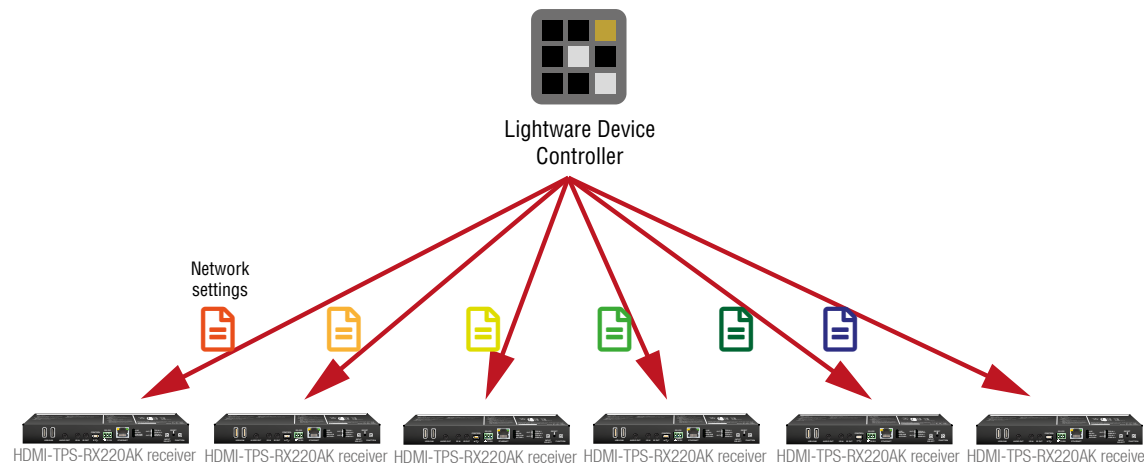 Lightware Device
Controller
Network
settings
HDMI-TPS-RX220AK receiver HDMI-TPS-RX220AK receiver HDMI-TPS-RX220AK receiver HDMI-TPS-RX220AK receiver HDMI-TPS-RX220AK receiver HDMI-TPS-RX220AK receive